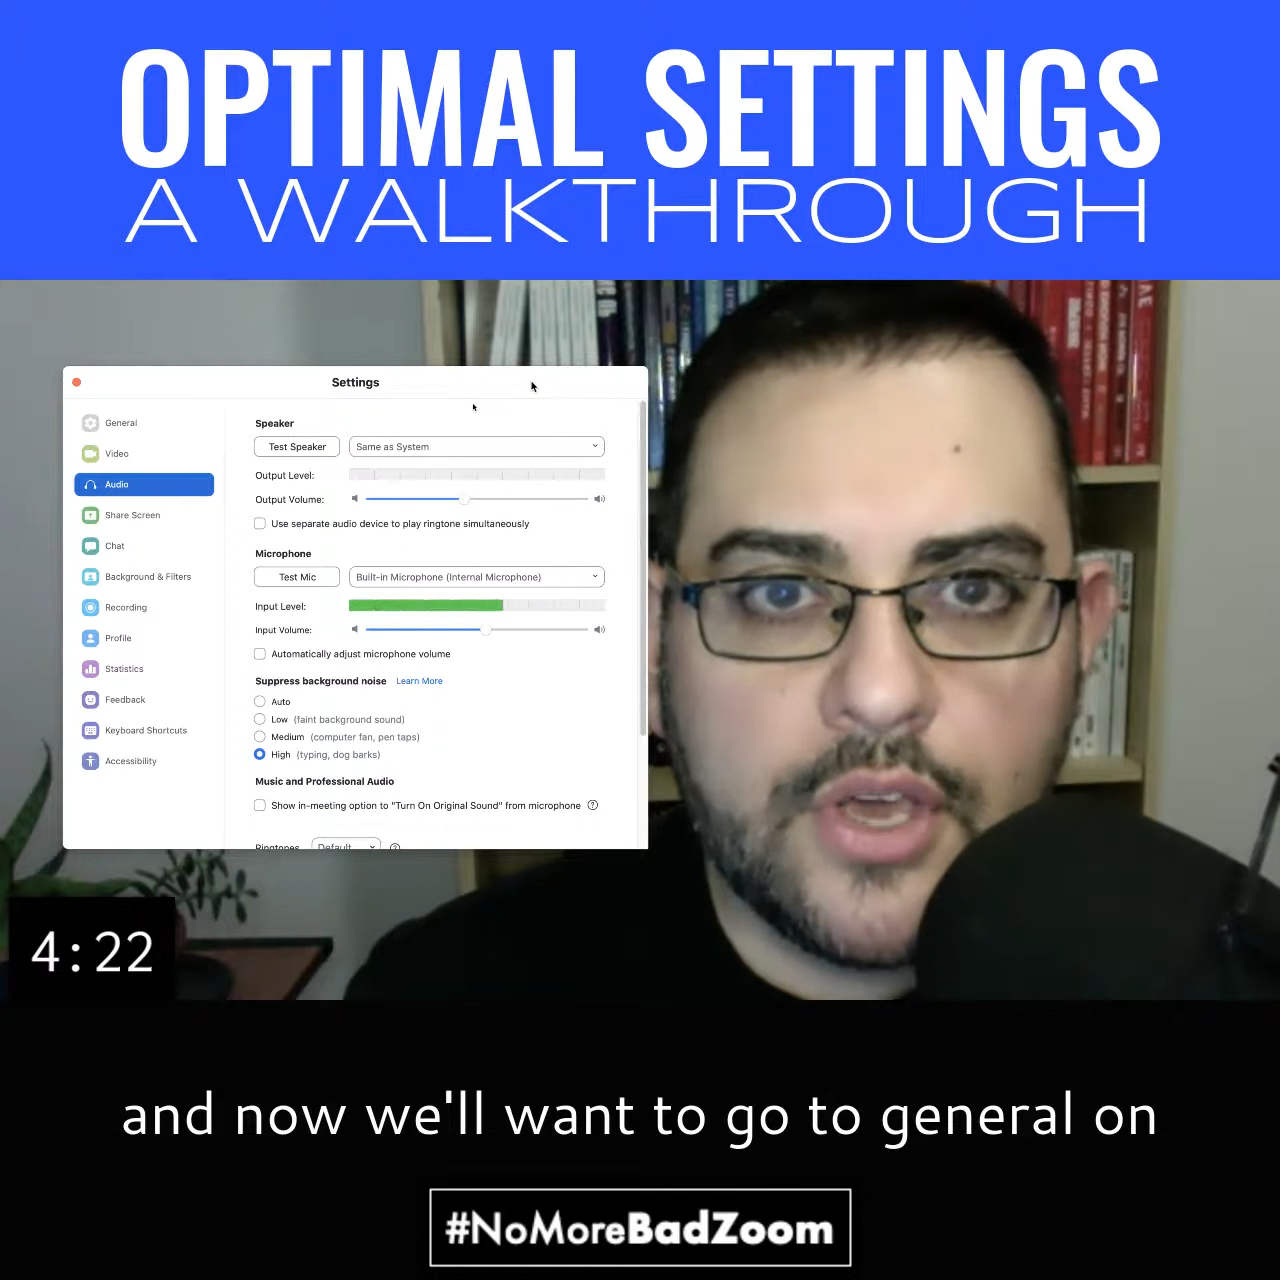 OPTIMAL SETTINGS
A WALKTHROUGH
Settings
General
Video
Audio
Share Screen
Chat
Background & Filters
Recording
Profile
Statistics
Feedback
Keyboard Shortcuts
Accessibility
Speaker
Test Speaker Same as System
Output Level:
Output Volume:
Use separate audio device to play ringtone simultaneously
Microphone
Test Mic Built-in Microphone (Internal Microphone)
Input Level:
Input Volume:
Automatically adjust microphone volume
Suppress background noise Learn More
Auto
Low (faint background sound)
Medium (computer fan, pen taps)
High (typing, dog barks)
Music and Professional Audio
Show in-meeting option to "Turn On Original Sound" from microphone ?
Ringtones Default
4:22
and now we'll want to go to general on
#NoMoreBadZoom